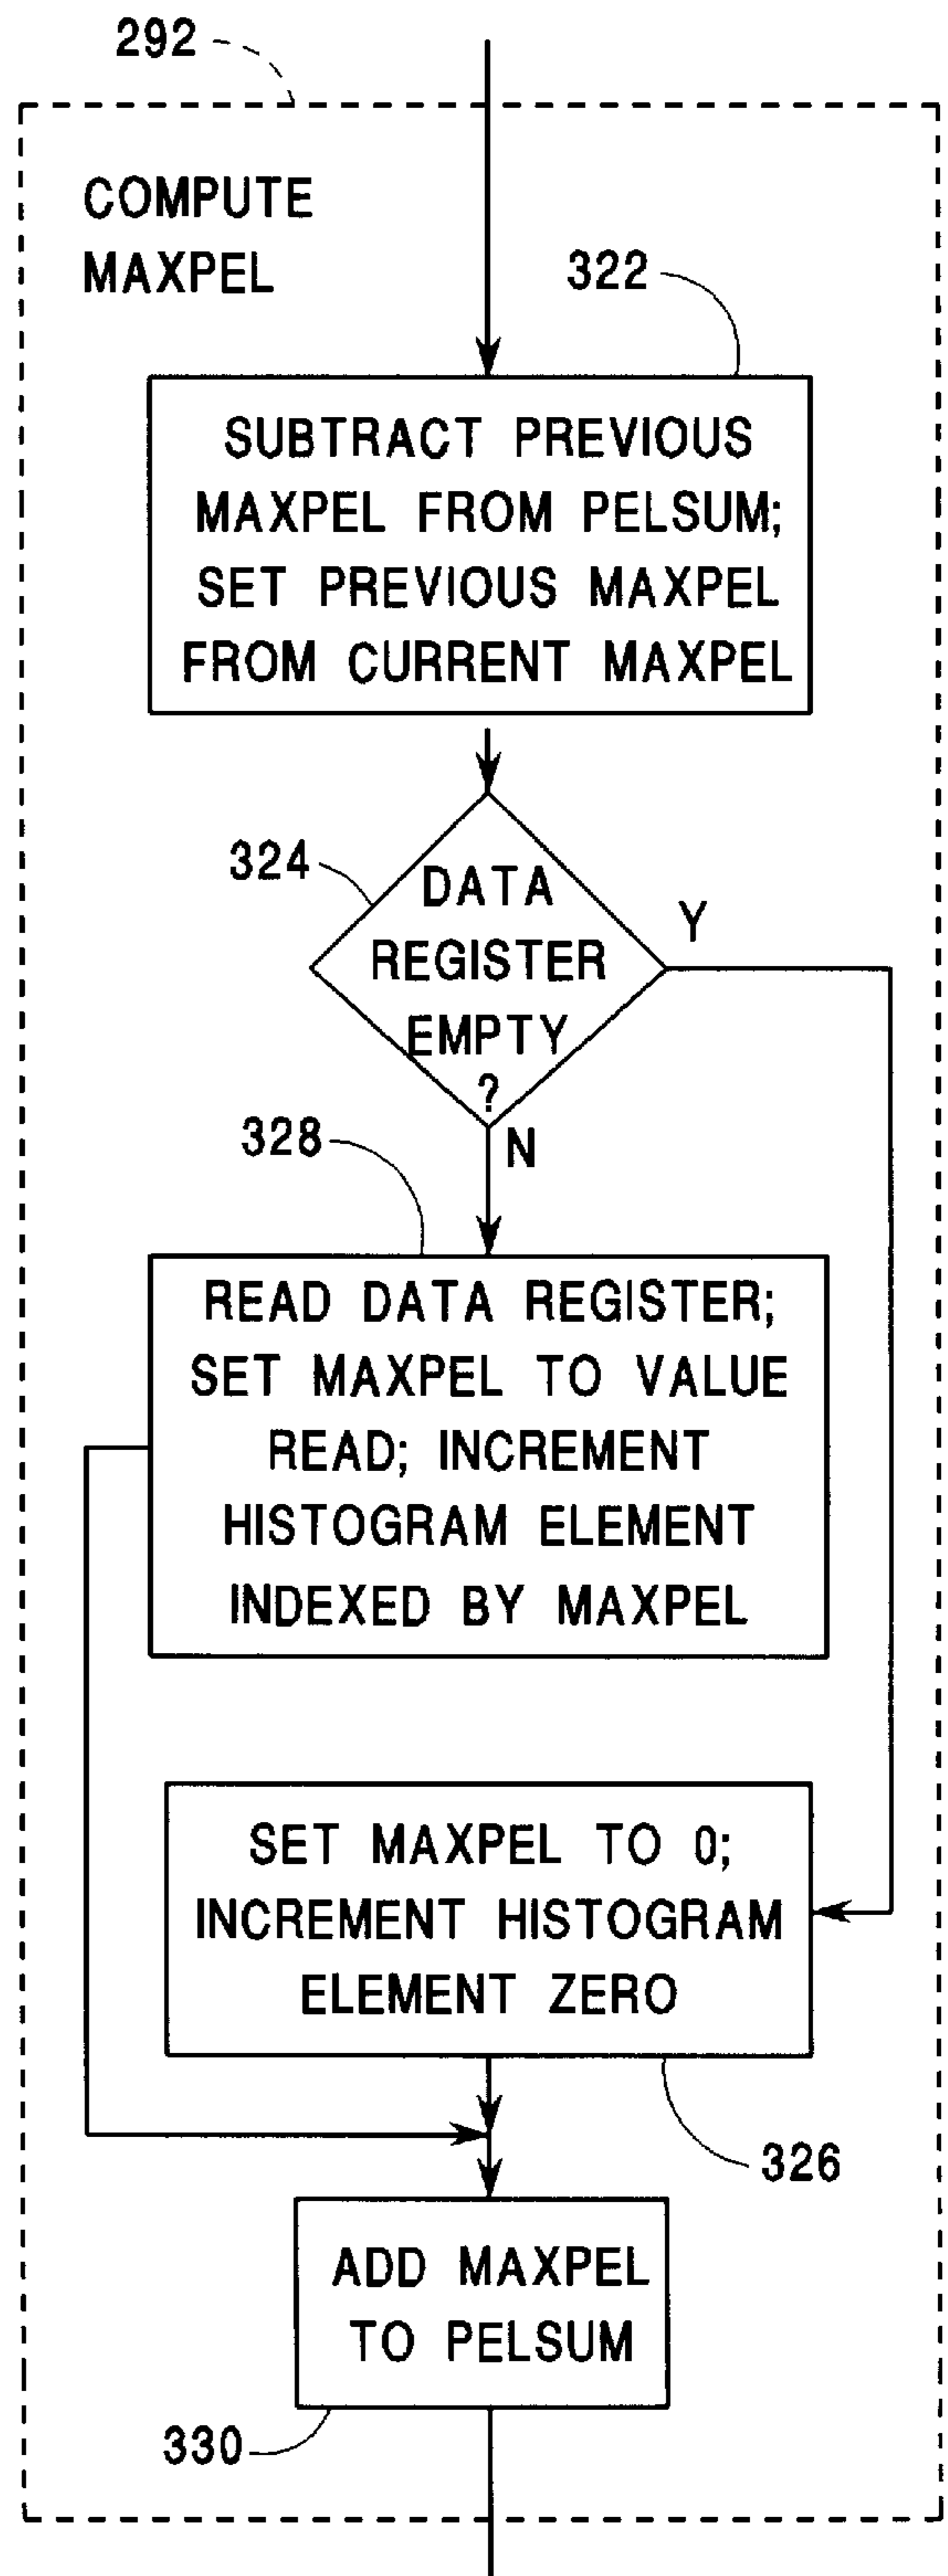 292
COMPUTE
MAXPEL
322
SUBTRACT PREVIOUS
MAXPEL FROM PELSUM;
SET PREVIOUS MAXPEL
FROM CURRENT MAXPEL
324
DATA
REGISTER
EMPTY
?
Y
N
328
READ DATA REGISTER;
SET MAXPEL TO VALUE
READ; INCREMENT
HISTOGRAM ELEMENT
INDEXED BY MAXPEL
SET MAXPEL TO 0;
INCREMENT HISTOGRAM
ELEMENT ZERO
326
ADD MAXPEL
TO PELSUM
330